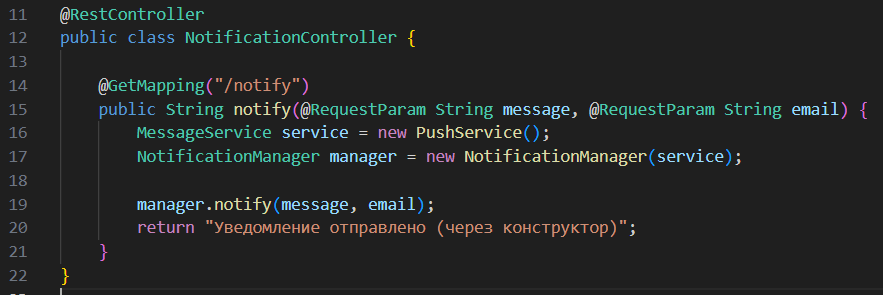 11 @RestController
12 public class NotificationController {
13
14     @GetMapping("/notify")
15     public String notify(@RequestParam String message, @RequestParam String email) {
16         MessageService service = new PushService();
17         NotificationManager manager = new NotificationManager(service);
18
19         manager.notify(message, email);
20         return "Уведомление отправлено (через конструктор)";
21     }
22 }